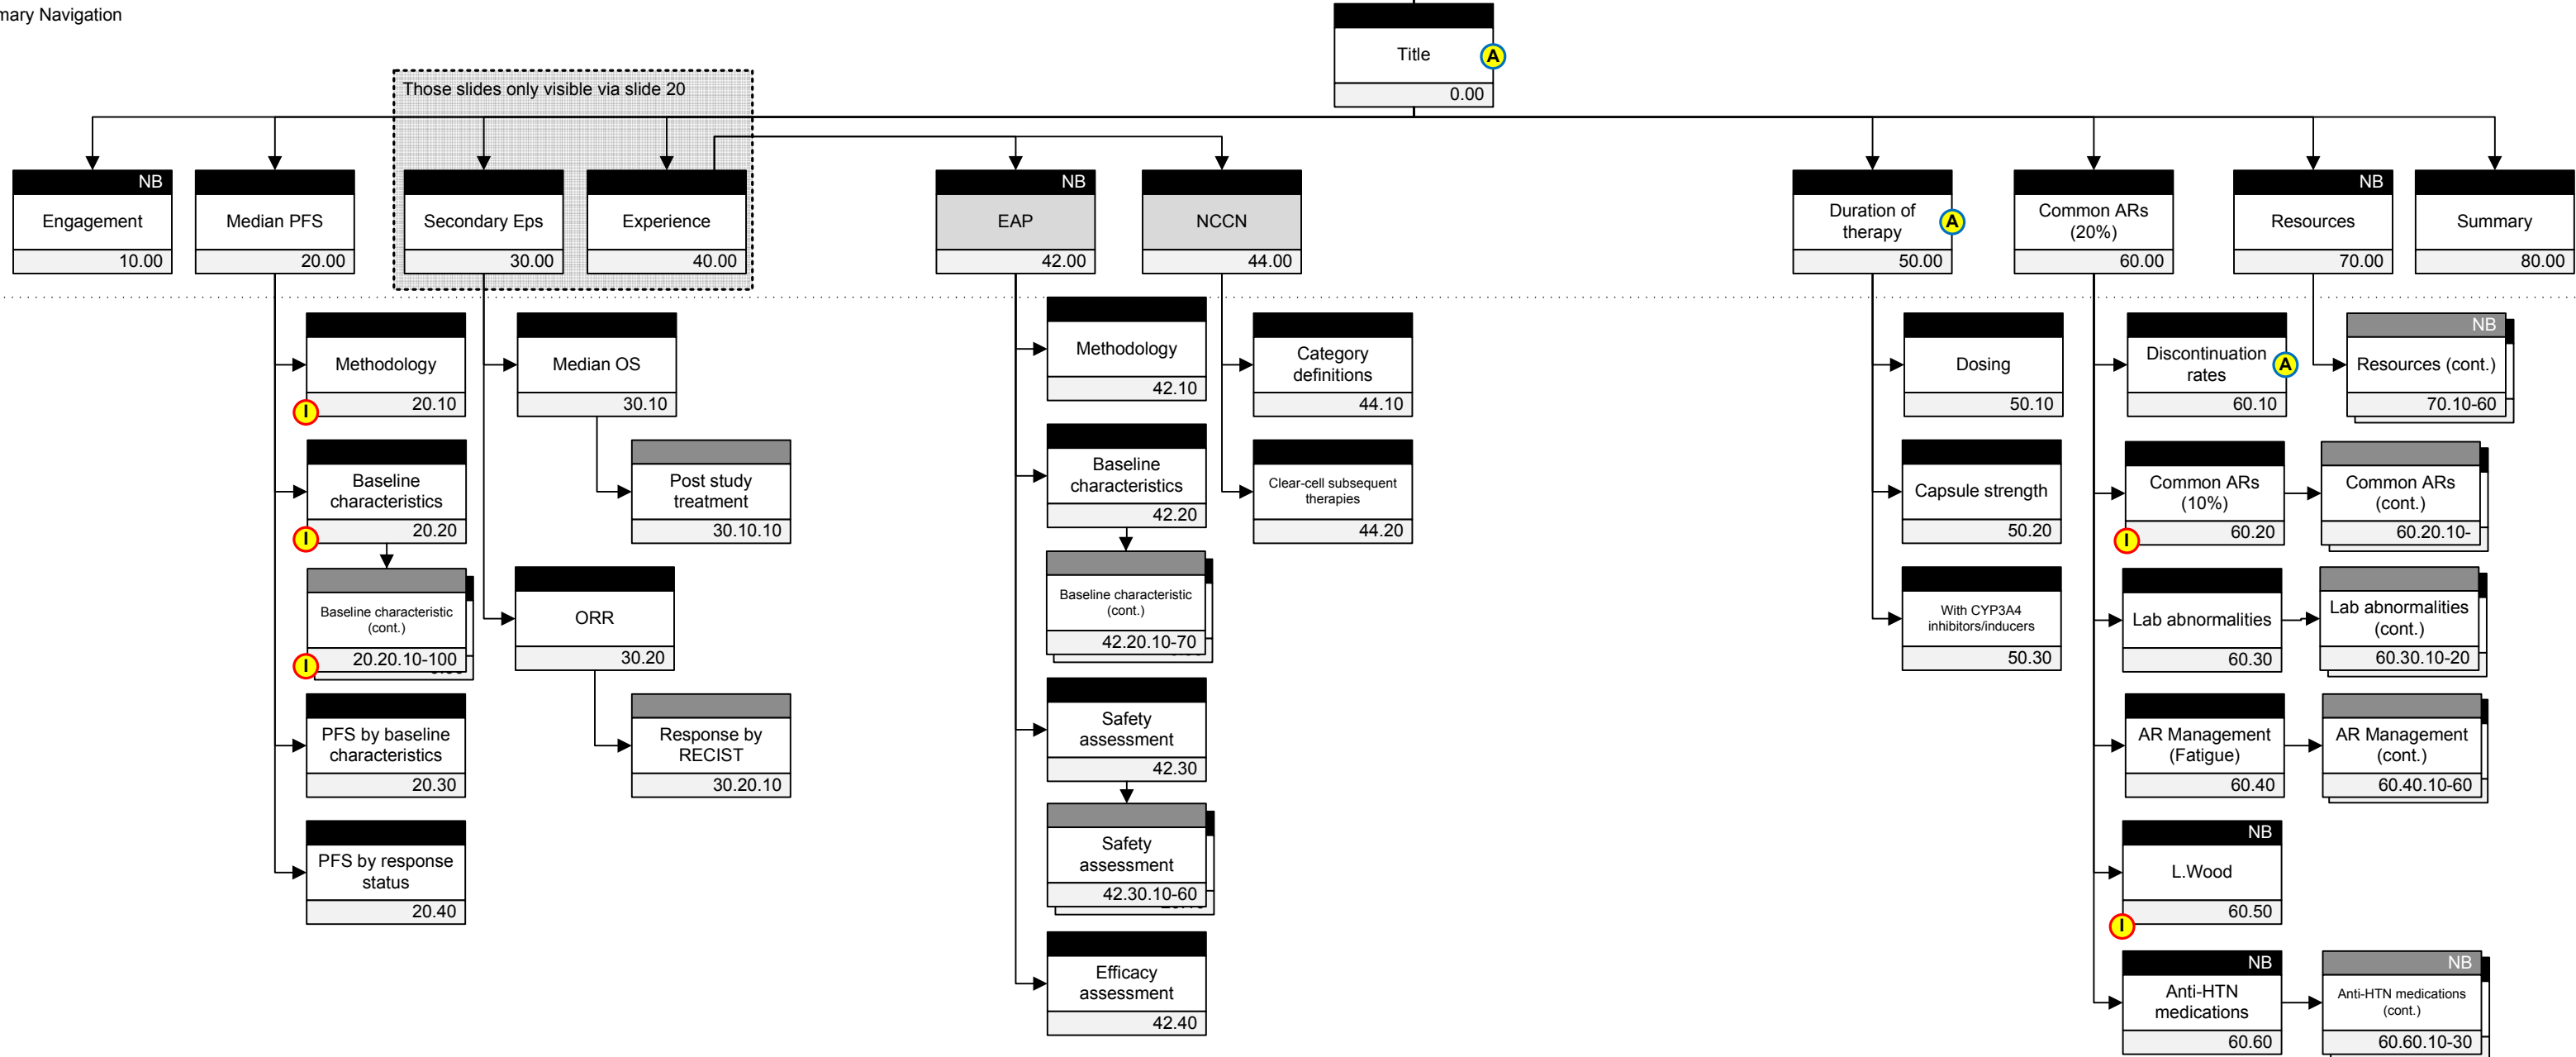 mary Navigation
Title
A
0.00
Those slides only visible via slide 20
NB
Engagement
10.00
Median PFS
20.00
Secondary Eps
30.00
Experience
40.00
NB
EAP
42.00
NCCN
44.00
Duration of
therapy
A
50.00
Common ARs
(20%)
60.00
NB
Resources
70.00
Summary
80.00
Methodology
20.10
I
Baseline
characteristics
20.20
I
Baseline characteristic
(cont.)
20.20.10-100
I
PFS by baseline
characteristics
20.30
PFS by response
status
20.40
Median OS
30.10
Post study
treatment
30.10.10
ORR
30.20
Response by
RECIST
30.20.10
Methodology
42.10
Baseline
characteristics
42.20
Baseline characteristic
(cont.)
42.20.10-70
Safety
assessment
42.30
Safety
assessment
42.30.10-60
Efficacy
assessment
42.40
Category
definitions
44.10
Clear-cell subsequent
therapies
44.20
Dosing
50.10
Capsule strength
50.20
With CYP3A4
inhibitors/inducers
50.30
Discontinuation
rates
A
60.10
Common ARs
(10%)
60.20
I
Common ARs
(cont.)
60.20.10-
Lab abnormalities
60.30
Lab abnormalities
(cont.)
60.30.10-20
AR Management
(Fatigue)
60.40
AR Management
(cont.)
60.40.10-60
NB
L.Wood
60.50
I
NB
Anti-HTN
medications
60.60
NB
Anti-HTN medications
(cont.)
60.60.10-30
NB
Resources (cont.)
70.10-60